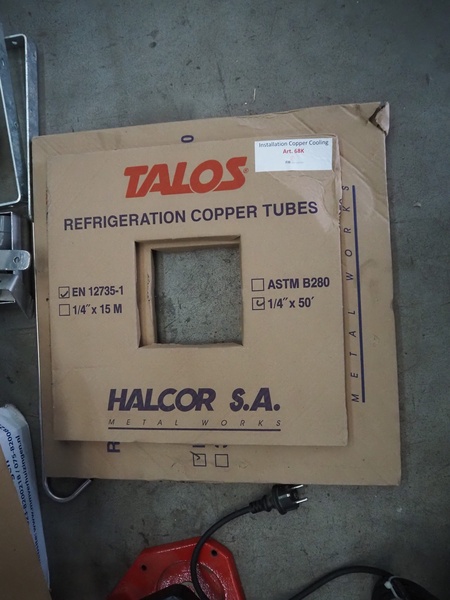 Installation Copper Cooling
Art. 68K
TALOS®
REFRIGERATION COPPER TUBES
EN 12735-1
1/4" x 15 M
ASTM B280
1/4" x 50'
HALCOR S.A.
METAL WORKS
METAL WORKS